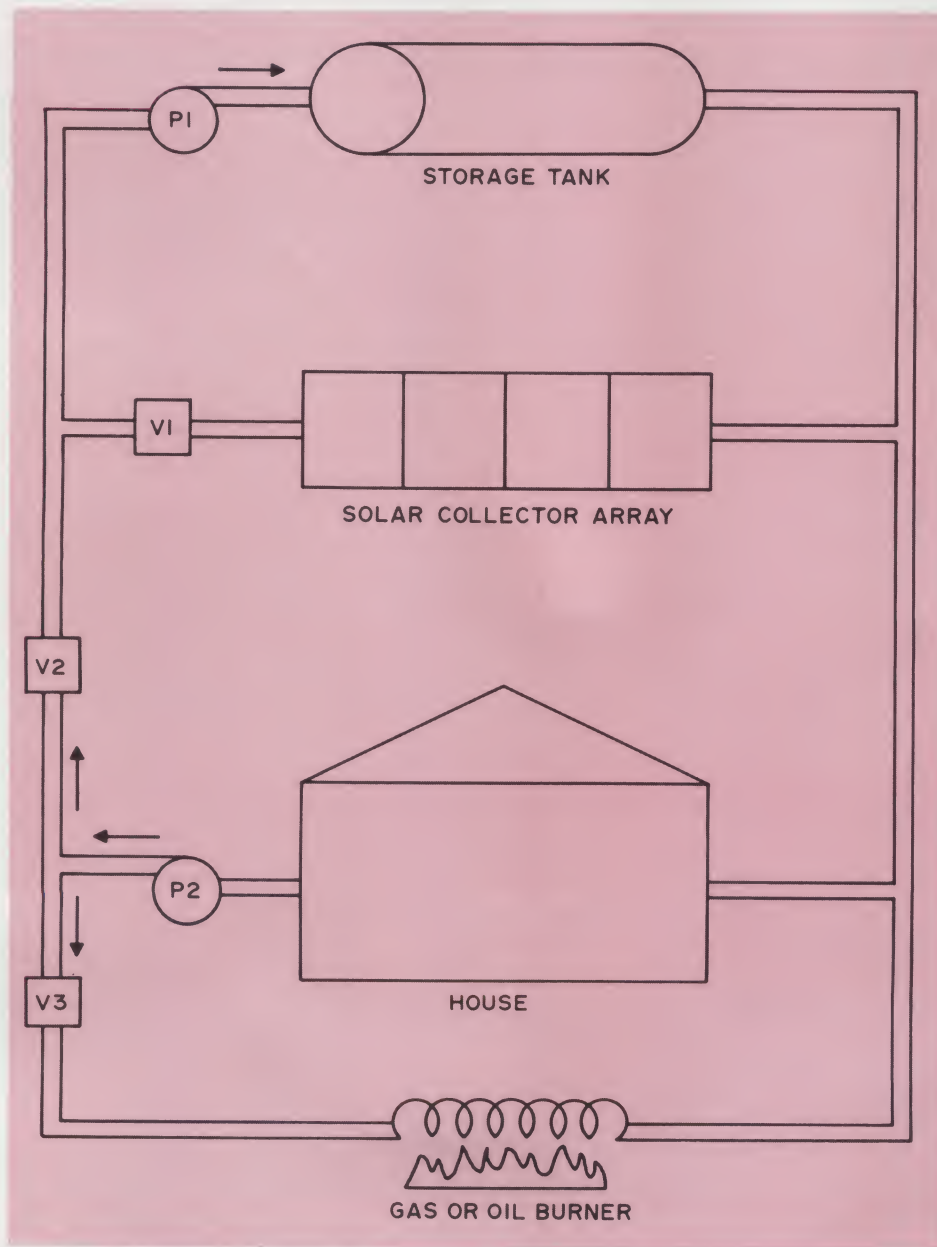 P1
STORAGE TANK
V1
SOLAR COLLECTOR ARRAY
V2
P2
V3
HOUSE
GAS OR OIL BURNER